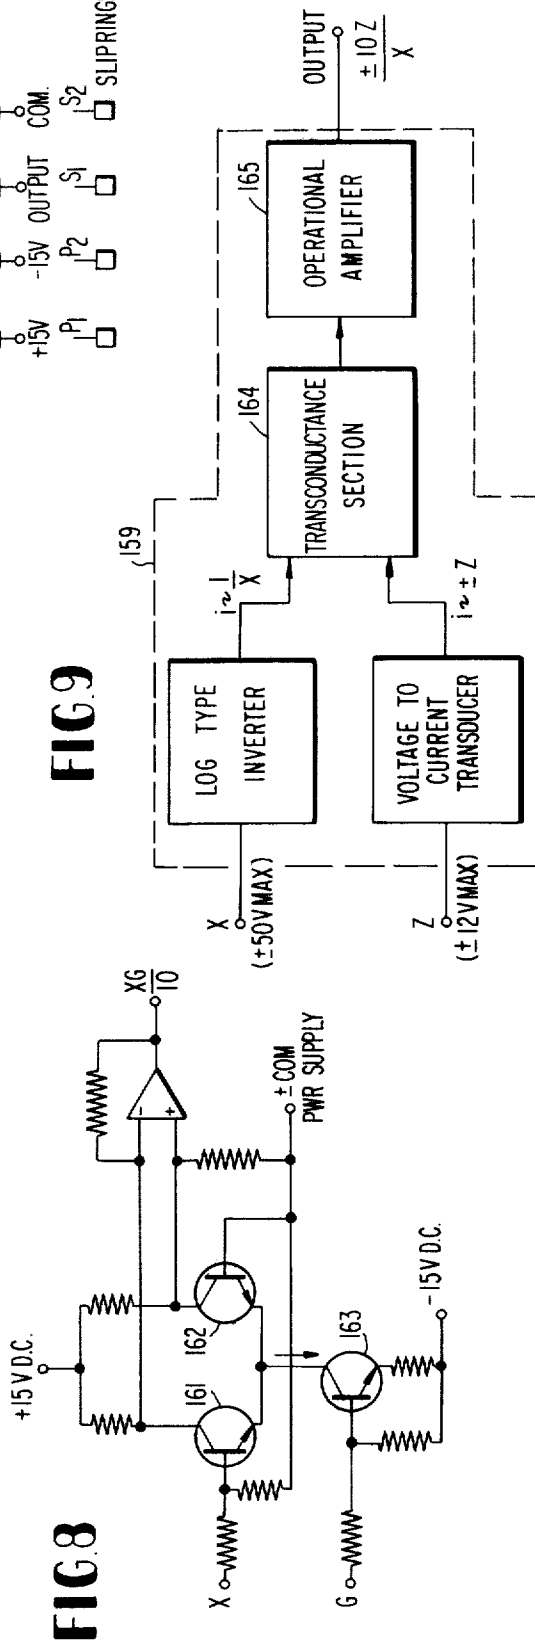 +15V
-15V
OUTPUT
COM.
P1
P2
S1
S2
SLIPRING
FIG.8
+15V D.C.
161
162
X
-
+
XG
10
±COM
PWR SUPPLY
163
G
-15V D.C.
FIG.9
159
X
(±50V MAX)
LOG TYPE
INVERTER
i ~ 1
X
Z
(±12V MAX)
VOLTAGE TO
CURRENT
TRANSDUCER
i ~ ± Z
164
TRANSCONDUCTANCE
SECTION
165
OPERATIONAL
AMPLIFIER
OUTPUT
±10Z
X